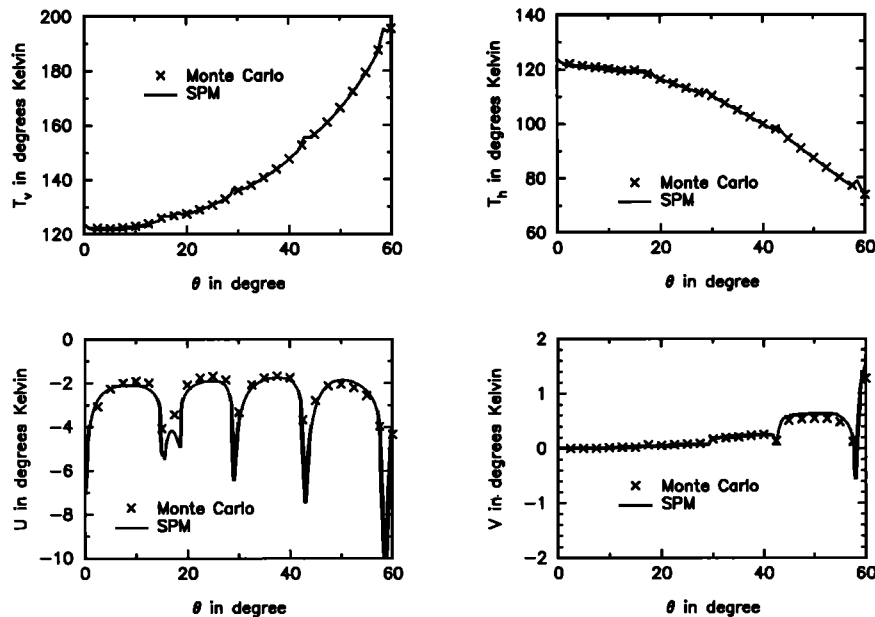 200
180
160
140
120
T_v in degrees Kelvin
× Monte Carlo
— SPM
0 20 40 60
θ in degree
140
120
100
80
60
T_h in degrees Kelvin
× Monte Carlo
— SPM
0 20 40 60
θ in degree
0
−2
−4
−6
−8
−10
U in degrees Kelvin
× Monte Carlo
— SPM
0 20 40 60
θ in degree
2
1
0
−1
−2
V in degrees Kelvin
× Monte Carlo
— SPM
0 20 40 60
θ in degree